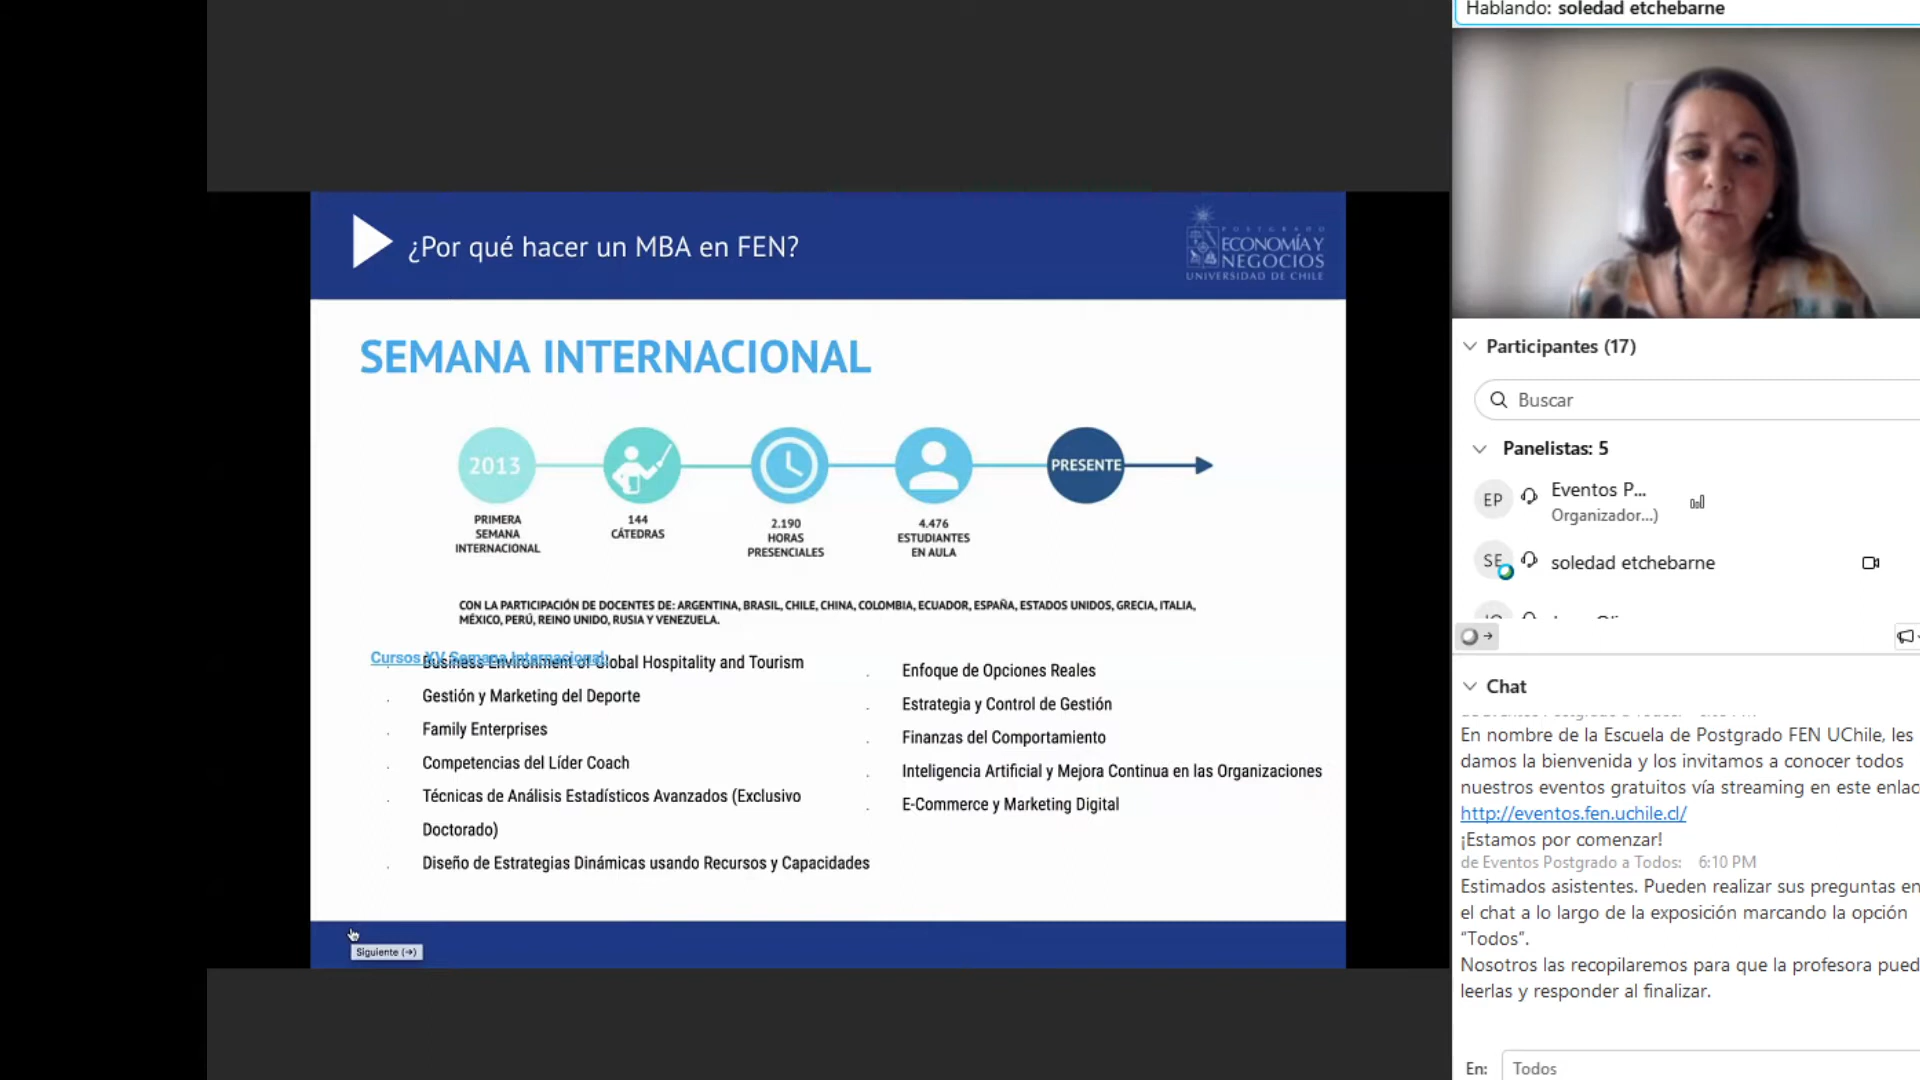 Hablando: soledad etchebarne
¿Por qué hacer un MBA en FEN?
POSTGRADO
ECONOMÍA Y
NEGOCIOS
UNIVERSIDAD DE CHILE
SEMANA INTERNACIONAL
2013
PRESENTE
PRIMERA
SEMANA
INTERNACIONAL
144
CÁTEDRAS
2.190
HORAS
PRESENCIALES
4.476
ESTUDIANTES
EN AULA
CON LA PARTICIPACIÓN DE DOCENTES DE: ARGENTINA, BRASIL, CHILE, CHINA, COLOMBIA, ECUADOR, ESPAÑA, ESTADOS UNIDOS, GRECIA, ITALIA,
MÉXICO, PERÚ, REINO UNIDO, RUSIA Y VENEZUELA.
Cursos XV Semana Internacional
Business Environment of Global Hospitality and Tourism
Gestión y Marketing del Deporte
Family Enterprises
Competencias del Líder Coach
Técnicas de Análisis Estadísticos Avanzados (Exclusivo
Doctorado)
Diseño de Estrategias Dinámicas usando Recursos y Capacidades
Enfoque de Opciones Reales
Estrategia y Control de Gestión
Finanzas del Comportamiento
Inteligencia Artificial y Mejora Continua en las Organizaciones
E-Commerce y Marketing Digital
Siguiente (→)
Participantes (17)
Buscar
Panelistas: 5
EP
Eventos P...
Organizador...)
SE
soledad etchebarne
Chat
En nombre de la Escuela de Postgrado FEN UChile, les
damos la bienvenida y los invitamos a conocer todos
nuestros eventos gratuitos vía streaming en este enlac
http://eventos.fen.uchile.cl/
¡Estamos por comenzar!
de Eventos Postgrado a Todos: 6:10 PM
Estimados asistentes. Pueden realizar sus preguntas en
el chat a lo largo de la exposición marcando la opción
“Todos”.
Nosotros las recopilaremos para que la profesora pued
leerlas y responder al finalizar.
En:
Todos